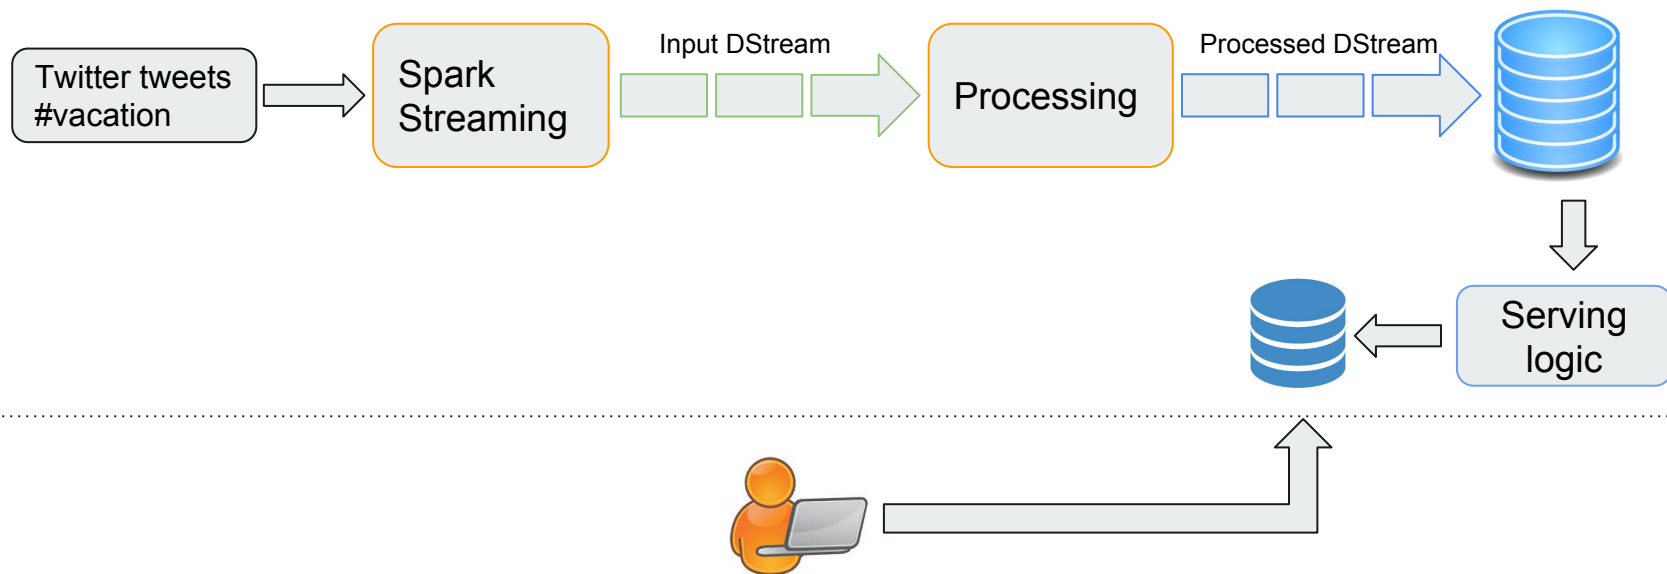 Twitter tweets
#vacation
Spark
Streaming
Input DStream
Processing
Processed DStream
Serving
logic